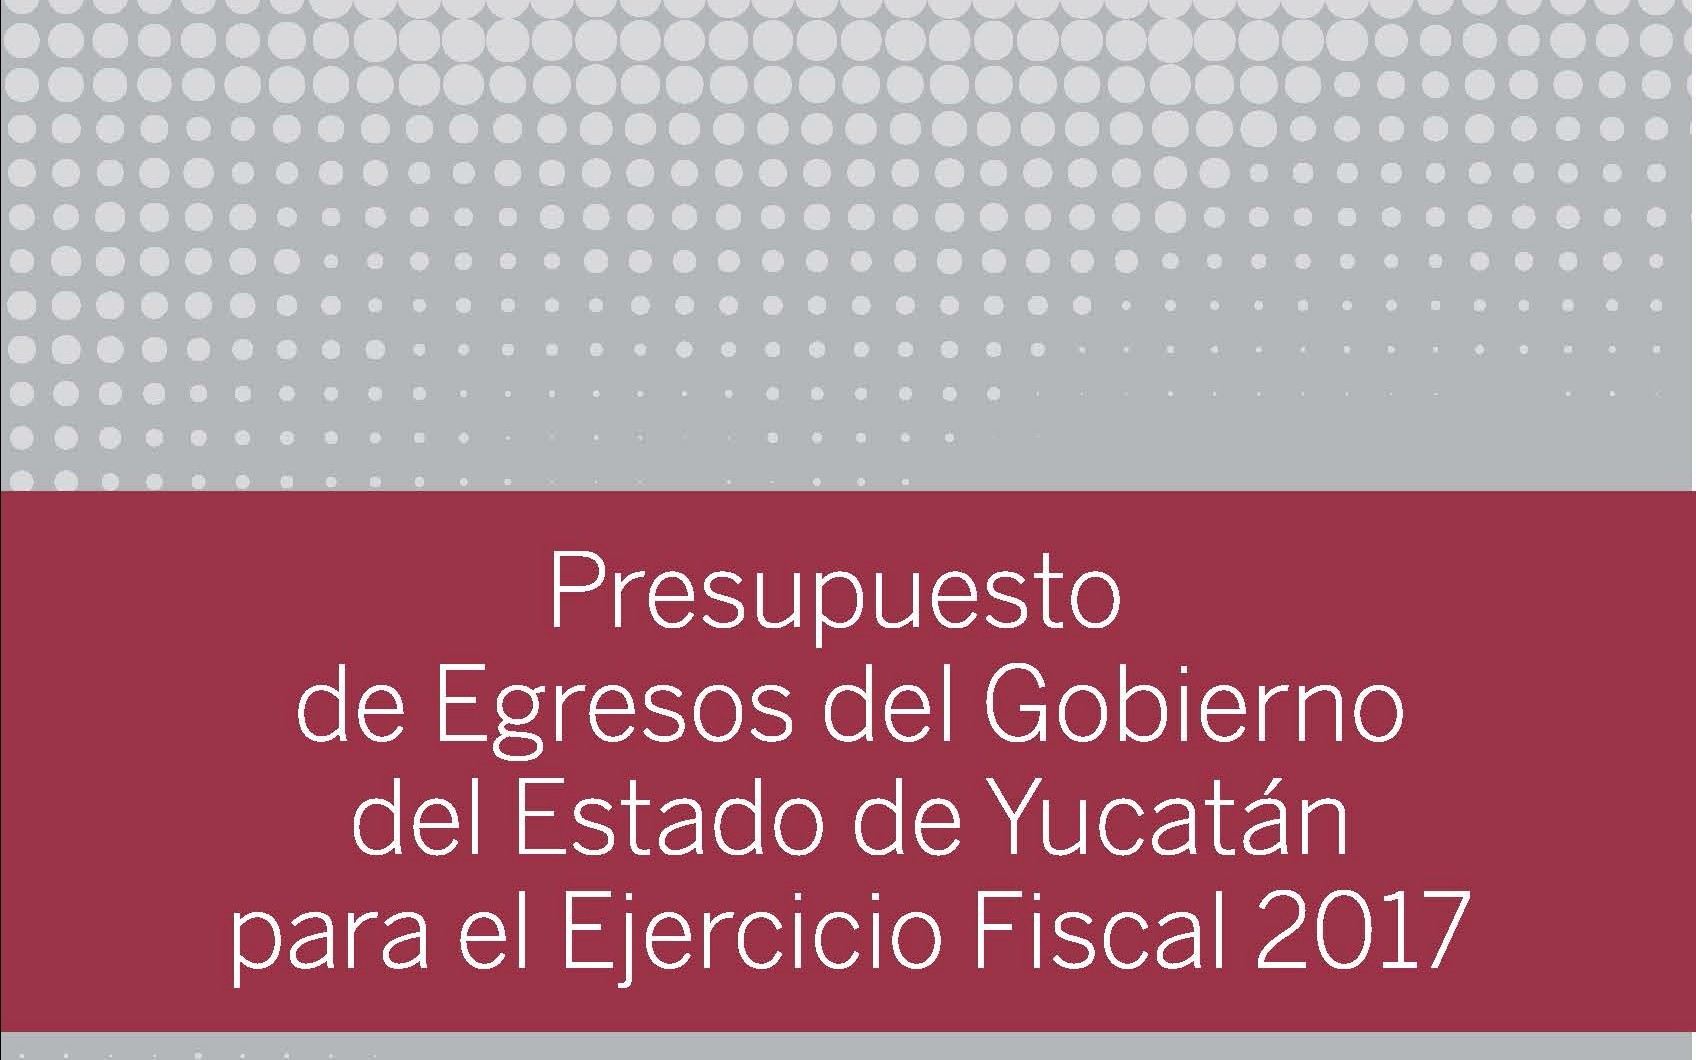 Presupuesto
de Egresos del Gobierno
del Estado de Yucatán
para el Ejercicio Fiscal 2017